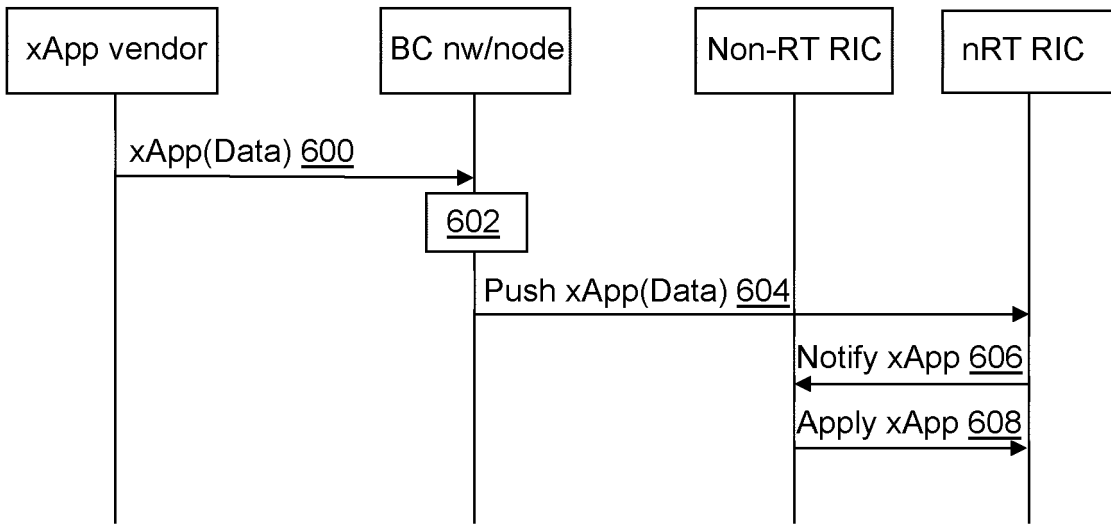 xApp vendor
BC nw/node
Non-RT RIC
nRT RIC
xApp(Data) 600
602
Push xApp(Data) 604
Notify xApp 606
Apply xApp 608